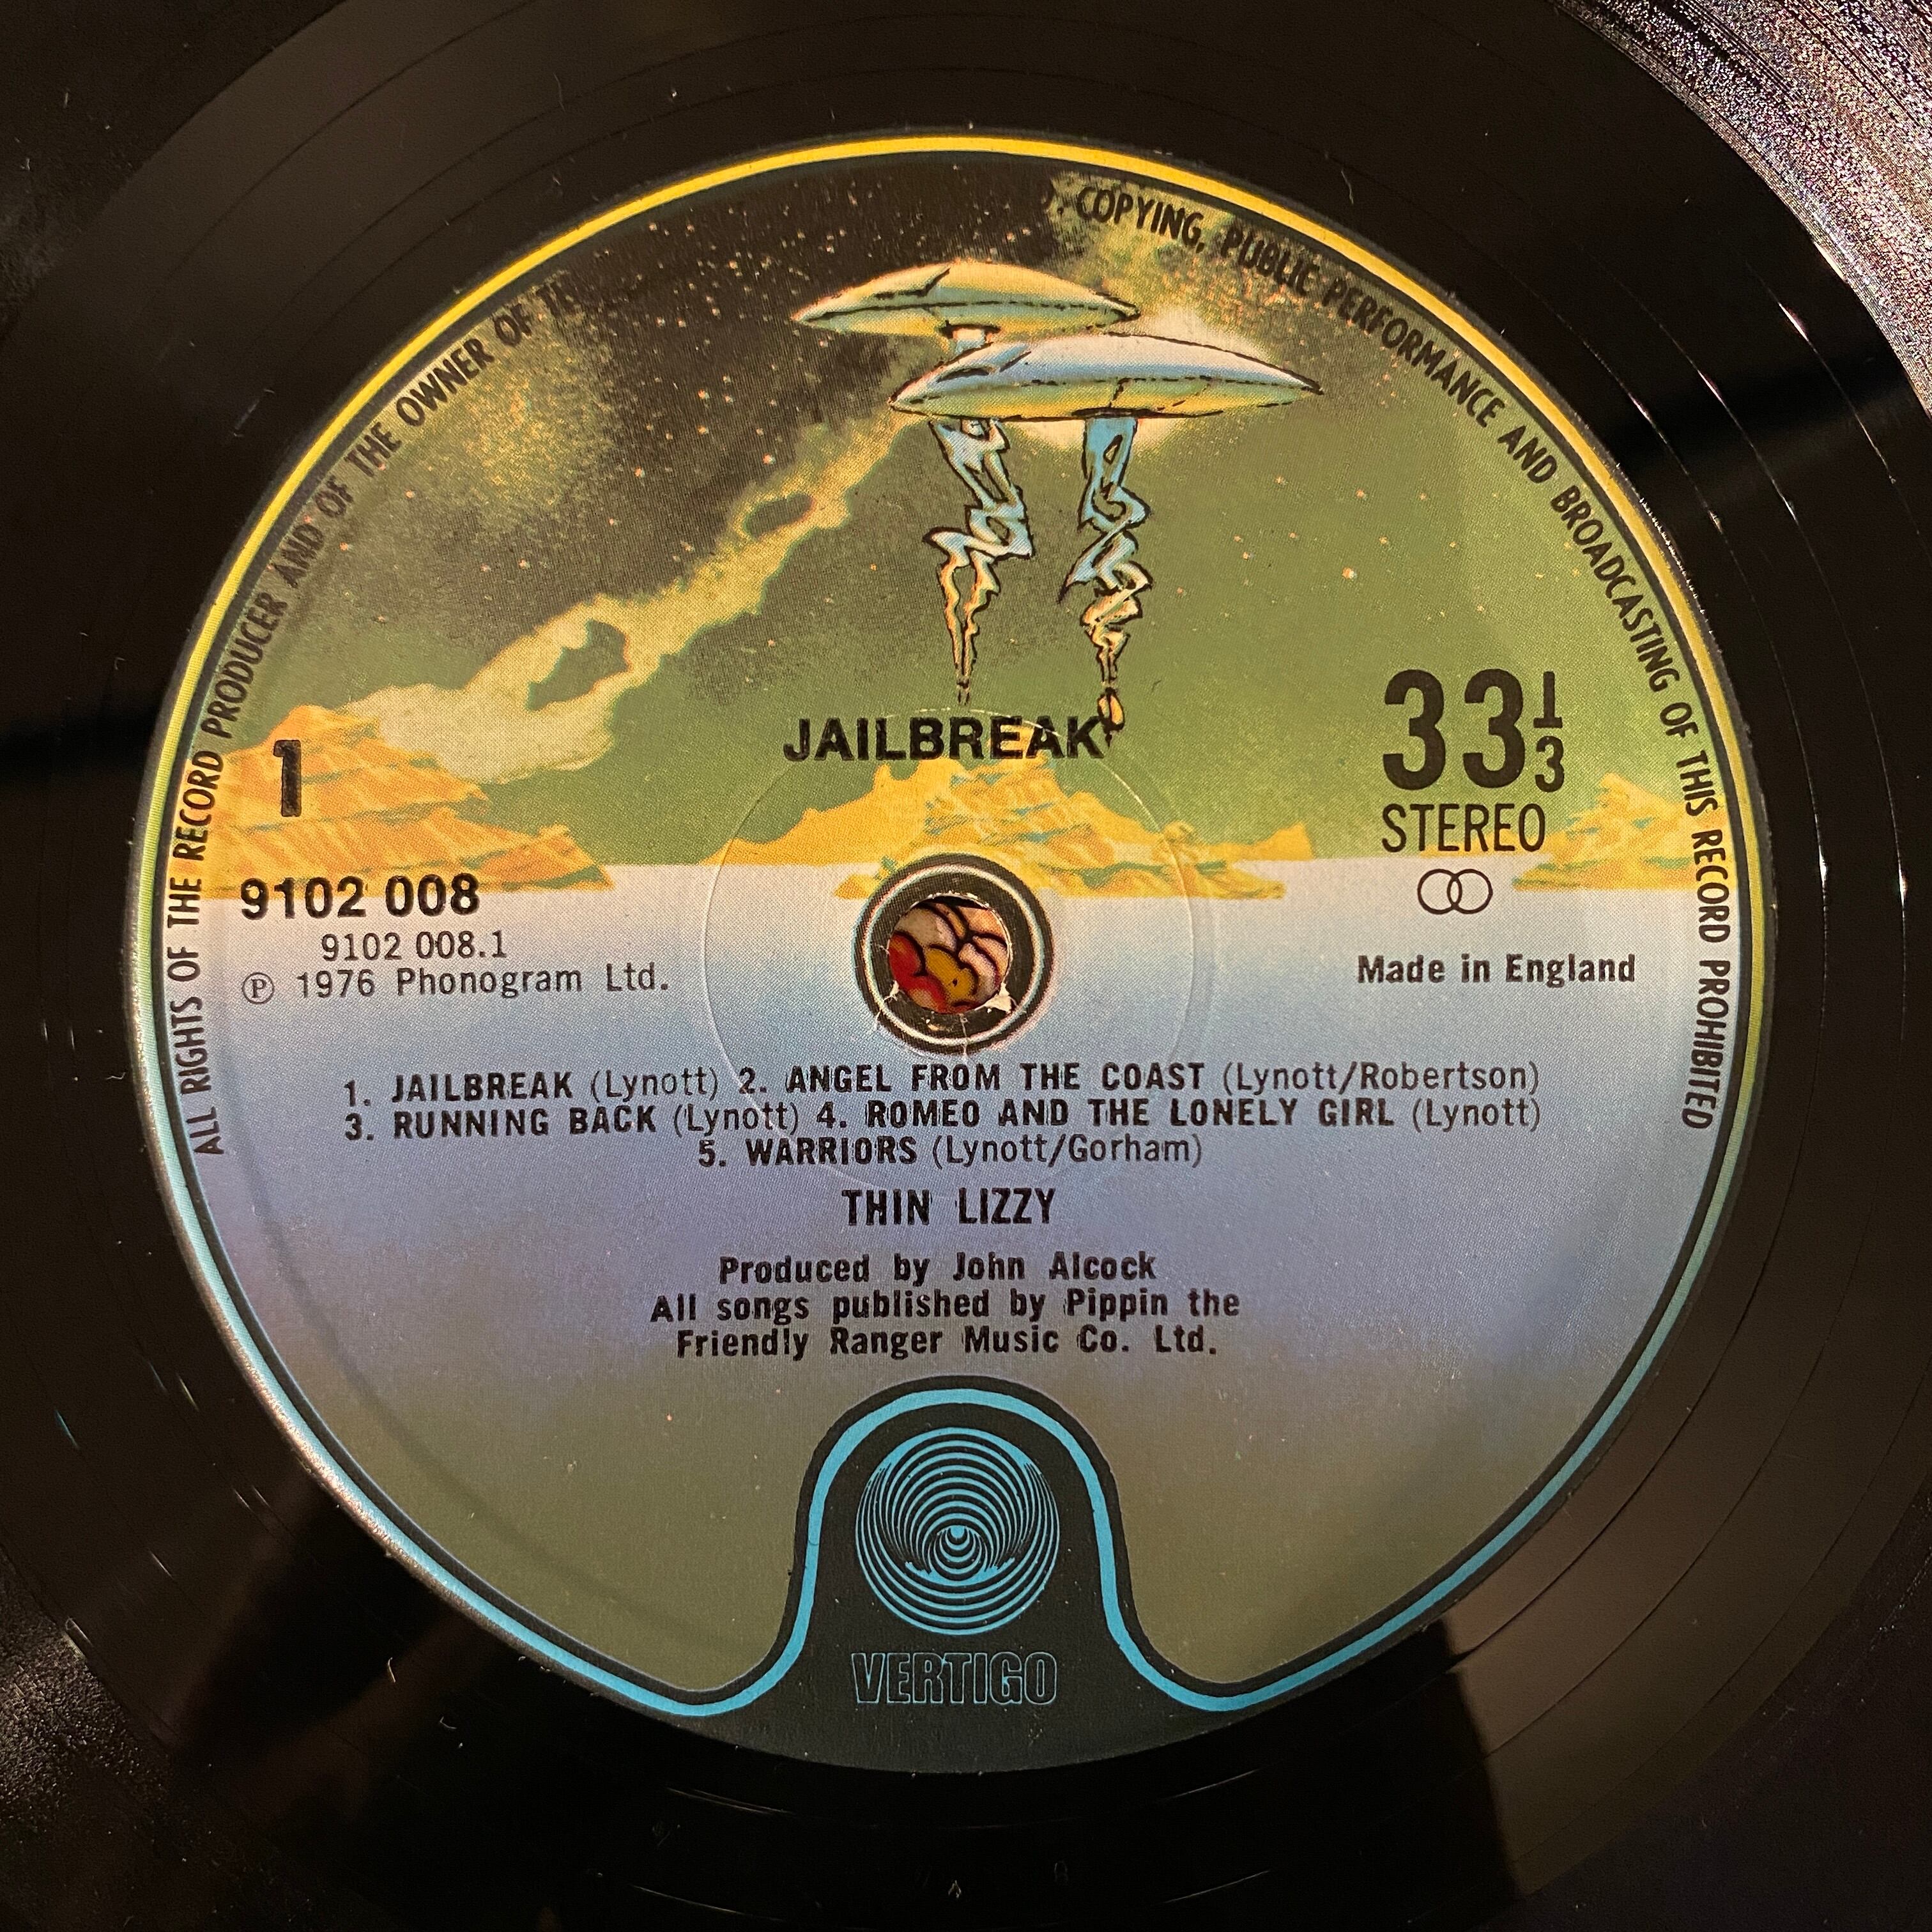 ALL RIGHTS OF THE RECORD PRODUCER AND OF THE OWNER OF
COPYING, PUBLIC PERFORMANCE AND BROADCASTING OF THIS RECORD PROHIBITED
JAILBREAK
1
33 1/3
STEREO
9102 008
9102 008.1
Ⓟ 1976 Phonogram Ltd.
Made in England
1. JAILBREAK (Lynott) 2. ANGEL FROM THE COAST (Lynott/Robertson)
3. RUNNING BACK (Lynott) 4. ROMEO AND THE LONELY GIRL (Lynott)
5. WARRIORS (Lynott/Gorham)
THIN LIZZY
Produced by John Alcock
All songs published by Pippin the
Friendly Ranger Music Co. Ltd.
VERTIGO